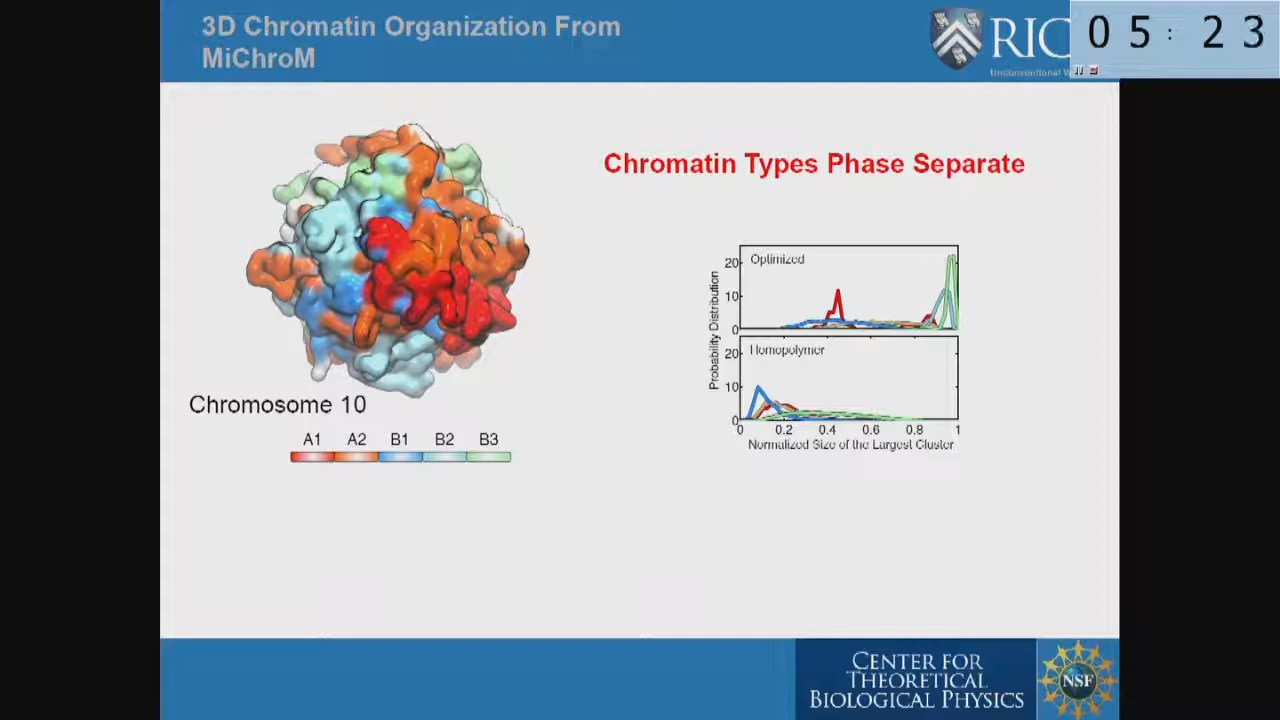 3D Chromatin Organization From
MiChroM
RIC
05:23
Chromatin Types Phase Separate
Optimized
20
10
0
Homopolymer
20
10
0
Probability Distribution
0 0.2 0.4 0.6 0.8 1
Normalized Size of the Largest Cluster
Chromosome 10
A1 A2 B1 B2 B3
CENTER FOR
THEORETICAL
BIOLOGICAL PHYSICS
NSF